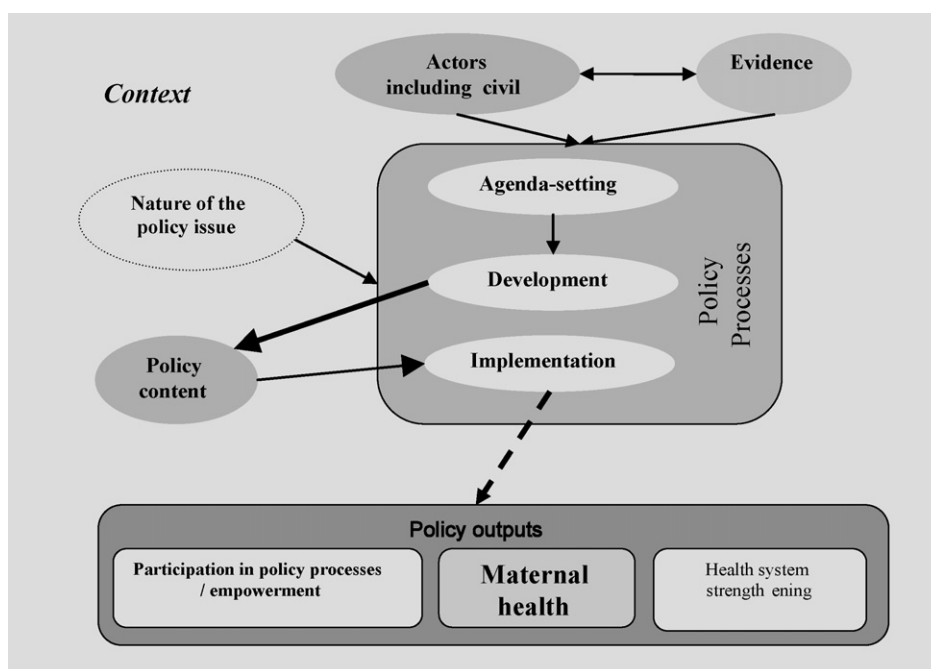 Context
Actors
including civil
Evidence
Agenda-setting
Nature of the
policy issue
Development
Policy
Processes
Policy
content
Implementation
Policy outputs
Participation in policy processes
/ empowerment
Maternal
health
Health system
strength ening